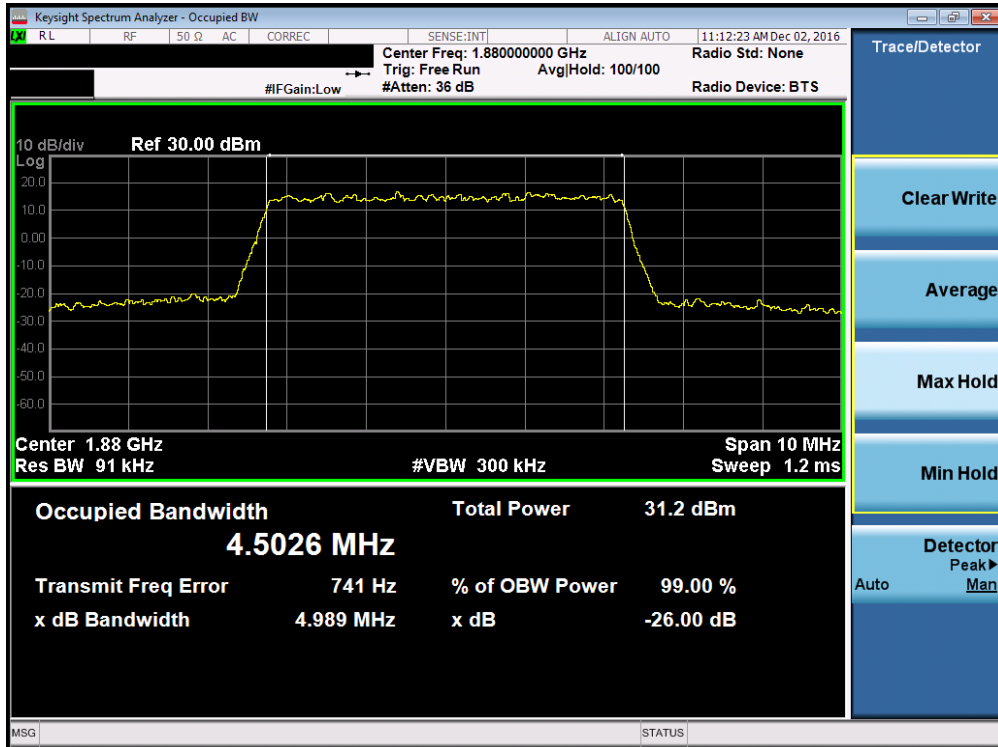 Keysight Spectrum Analyzer - Occupied BW
LXI RL RF 50 Ω AC CORREC SENSE:INT ALIGN AUTO 11:12:23 AM Dec 02, 2016
Center Freq: 1.880000000 GHz Radio Std: None
Trig: Free Run Avg|Hold: 100/100
#IFGain:Low #Atten: 36 dB Radio Device: BTS
Trace/Detector
10 dB/div Ref 30.00 dBm
Log
20.0
10.0
0.00
-10.0
-20.0
-30.0
-40.0
-50.0
-60.0
Center 1.88 GHz Span 10 MHz
Res BW 91 kHz #VBW 300 kHz Sweep 1.2 ms
Occupied Bandwidth Total Power 31.2 dBm
4.5026 MHz
Transmit Freq Error 741 Hz % of OBW Power 99.00 %
x dB Bandwidth 4.989 MHz x dB -26.00 dB
Clear Write
Average
Max Hold
Min Hold
Detector
Peak▶
Auto Man
MSG STATUS